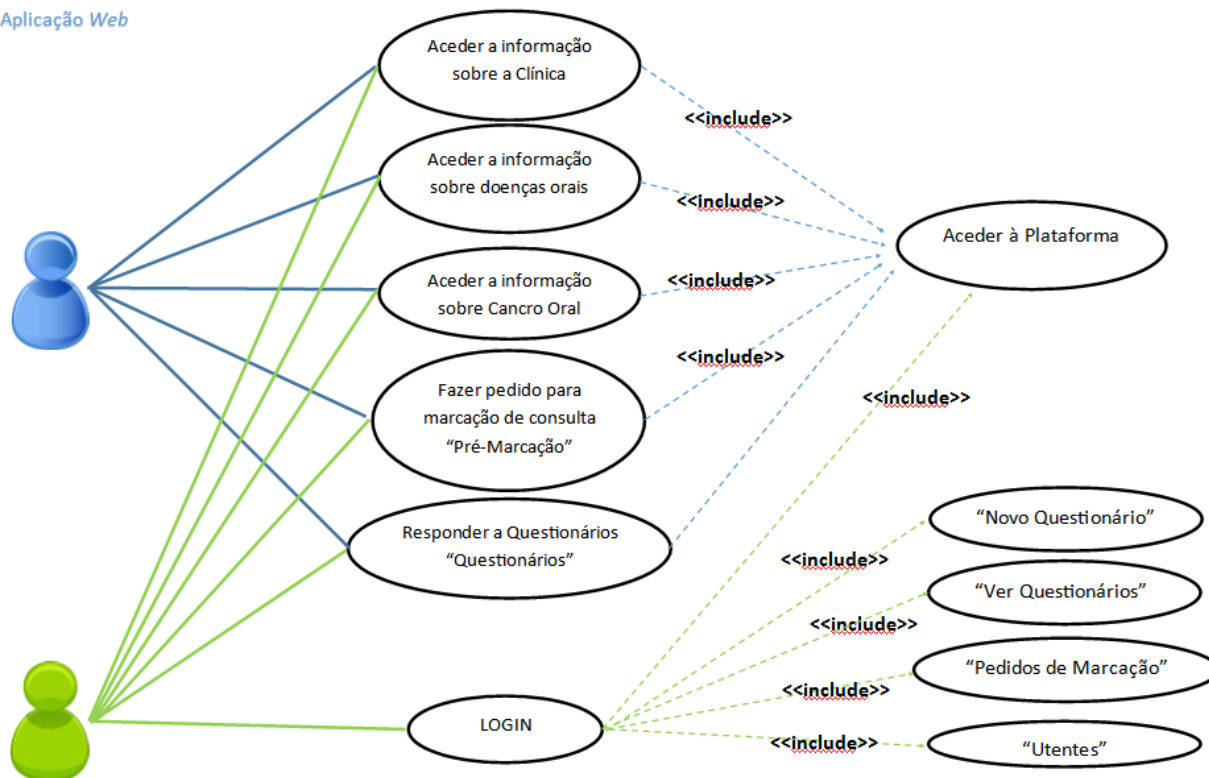 Aplicação Web
Aceder a informação
sobre a Clínica
<<include>>
Aceder a informação
sobre doenças orais
<<include>>
Aceder à Plataforma
Aceder a informação
sobre Cancro Oral
<<include>>
Fazer pedido para
marcação de consulta
“Pré-Marcação”
<<include>>
<<include>>
Responder a Questionários
“Questionários”
“Novo Questionário”
<<include>>
“Ver Questionários”
<<include>>
“Pedidos de Marcação”
<<include>>
LOGIN
<<include>>
“Utentes”